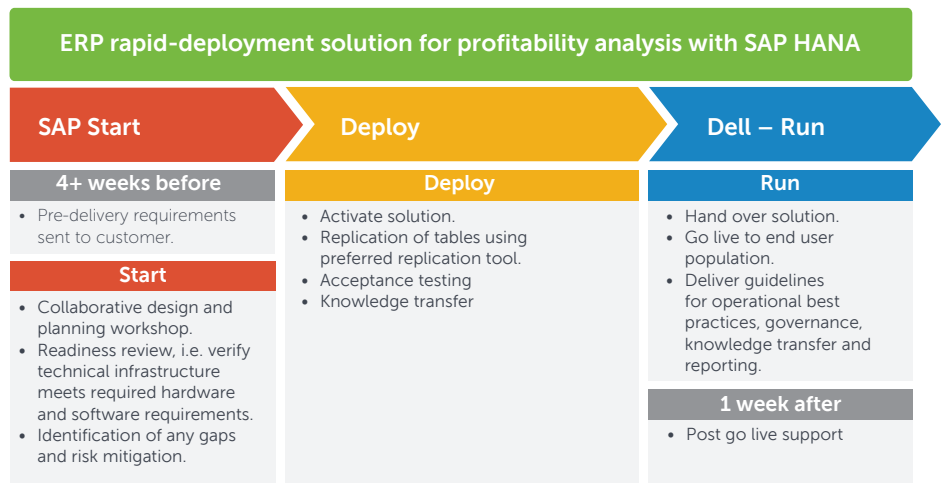 ERP rapid-deployment solution for profitability analysis with SAP HANA
SAP Start
Deploy
Dell – Run
4+ weeks before
• Pre-delivery requirements
sent to customer.
Start
• Collaborative design and
planning workshop.
• Readiness review, i.e. verify
technical infrastructure
meets required hardware
and software requirements.
• Identification of any gaps
and risk mitigation.
Deploy
• Activate solution.
• Replication of tables using
preferred replication tool.
• Acceptance testing
• Knowledge transfer
Run
• Hand over solution.
• Go live to end user
population.
• Deliver guidelines
for operational best
practices, governance,
knowledge transfer and
reporting.
1 week after
• Post go live support